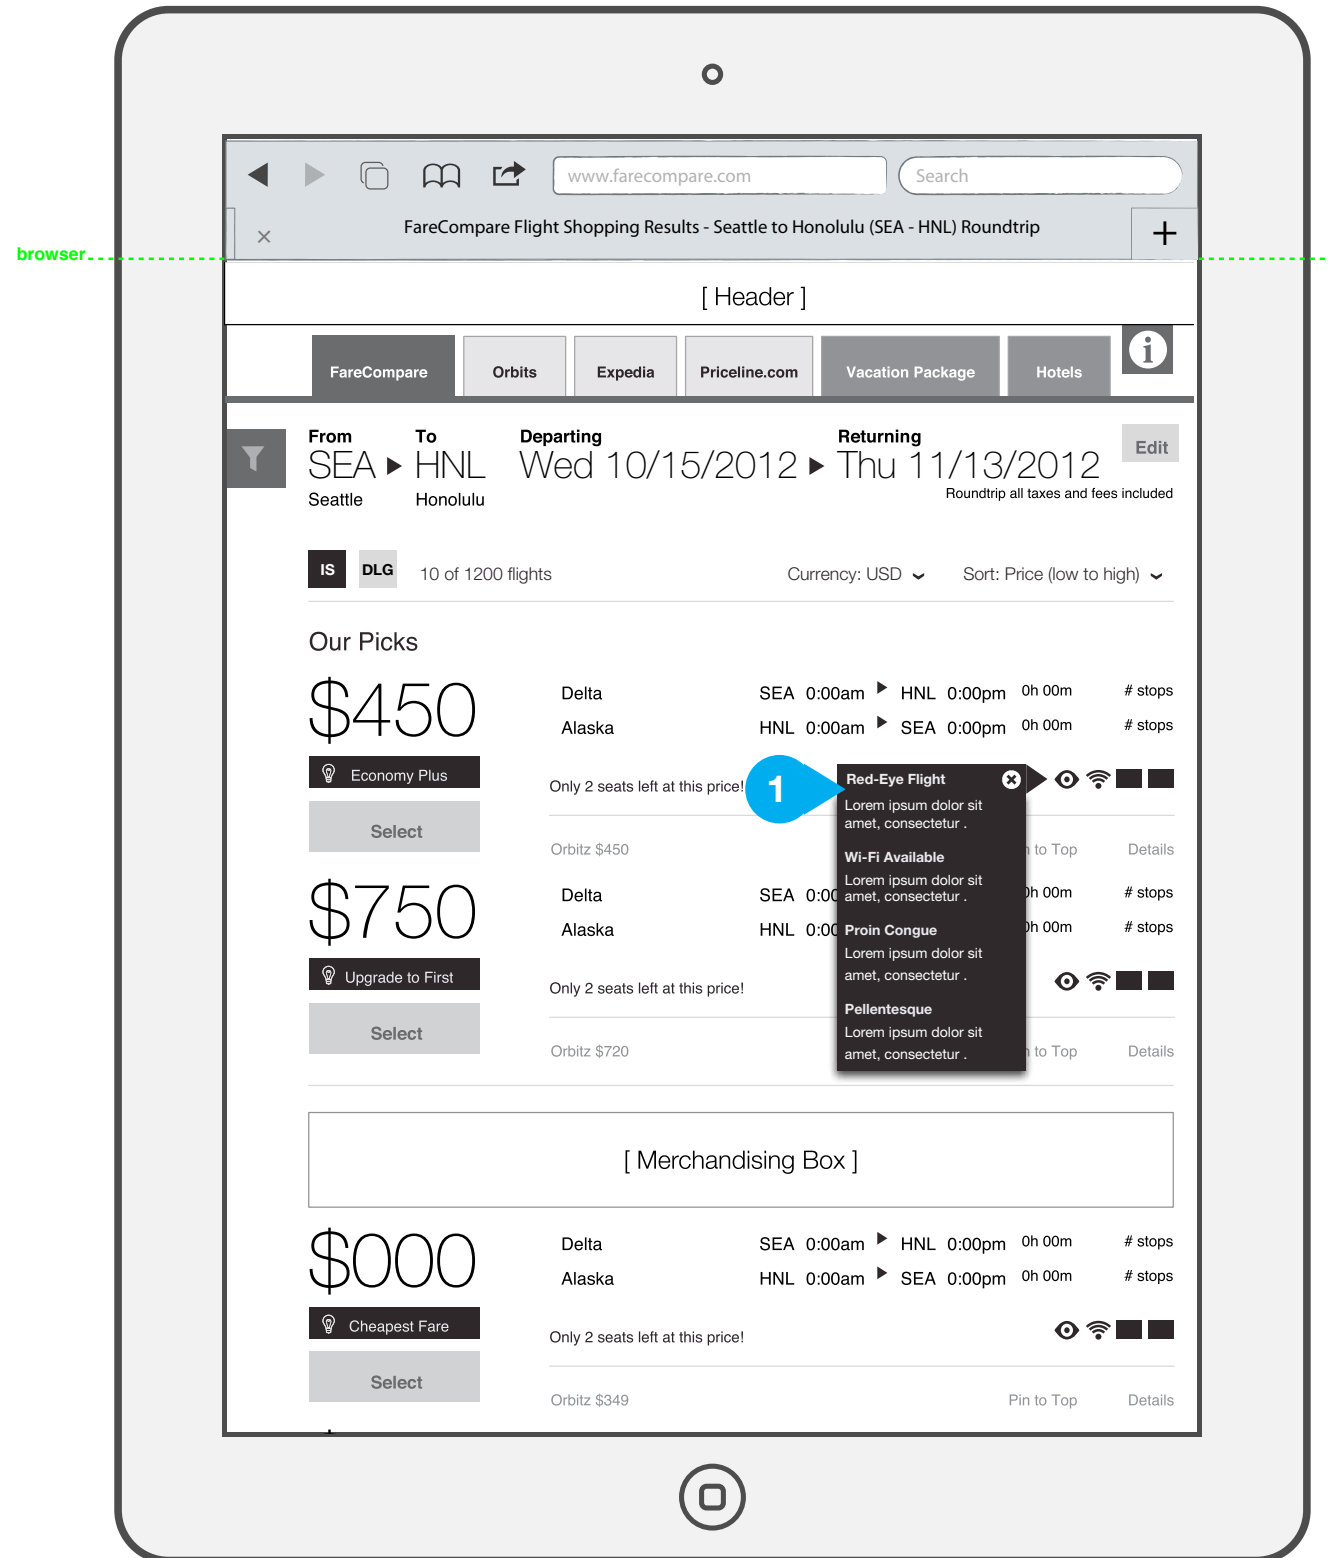 www.farecompare.com
Search
FareCompare Flight Shopping Results - Seattle to Honolulu (SEA - HNL) Roundtrip
browser
[ Header ]
FareCompare Orbits Expedia Priceline.com Vacation Package Hotels i
From To Departing Returning
SEA HNL Wed 10/15/2012 Thu 11/13/2012 Edit
Seattle Honolulu Roundtrip all taxes and fees included
IS DLG 10 of 1200 flights Currency: USD Sort: Price (low to high)
Our Picks
$450
Delta SEA 0:00am HNL 0:00pm 0h 00m # stops
Alaska HNL 0:00am SEA 0:00pm 0h 00m # stops
Economy Plus
Only 2 seats left at this price!
Select
Orbitz $450 to Top Details
1
Red-Eye Flight
Lorem ipsum dolor sit
amet, consectetur .
Wi-Fi Available
Lorem ipsum dolor sit
amet, consectetur .
Proin Congue
Lorem ipsum dolor sit
amet, consectetur .
Pellentesque
Lorem ipsum dolor sit
amet, consectetur .
$750
Delta SEA 0:00 0h 00m # stops
Alaska HNL 0:00 0h 00m # stops
Upgrade to First
Only 2 seats left at this price!
Select
Orbitz $720 to Top Details
[ Merchandising Box ]
$000
Delta SEA 0:00am HNL 0:00pm 0h 00m # stops
Alaska HNL 0:00am SEA 0:00pm 0h 00m # stops
Cheapest Fare
Only 2 seats left at this price!
Select
Orbitz $349 Pin to Top Details